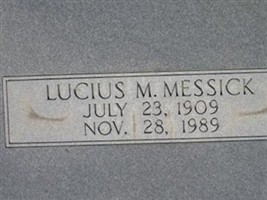 LUCIUS M. MESSICK
JULY 23, 1909
NOV. 28, 1989